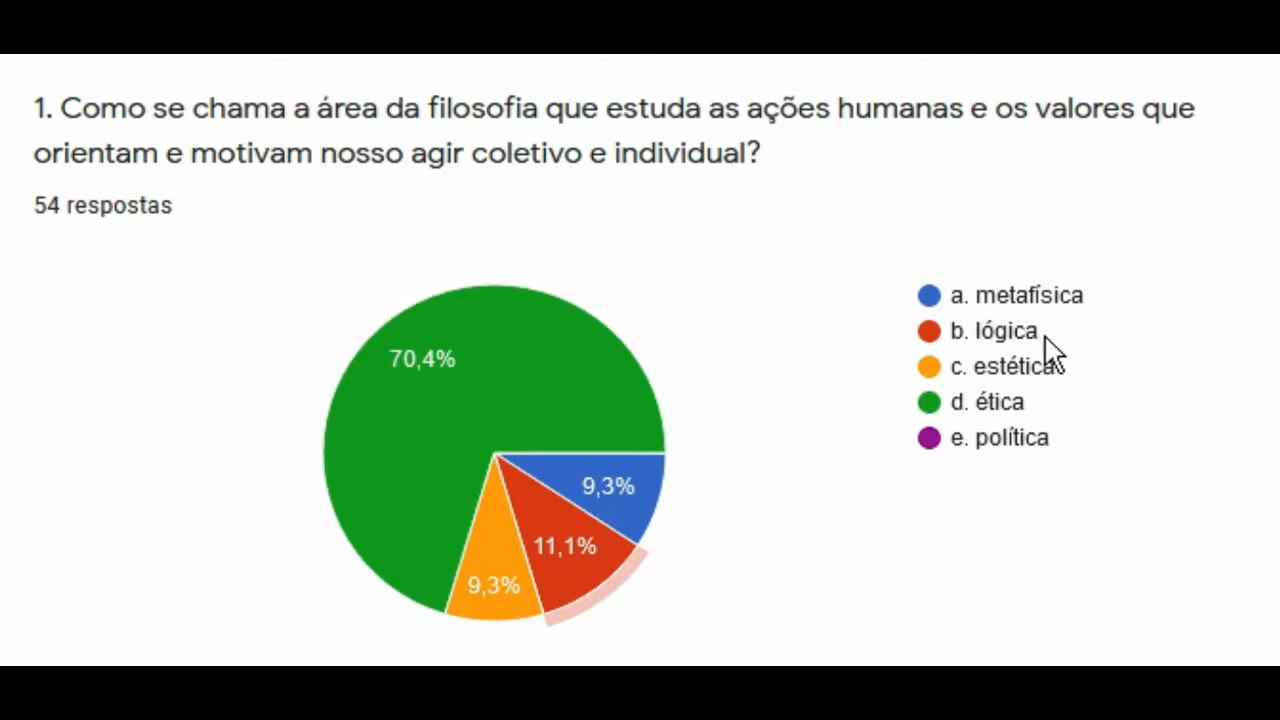 1. Como se chama a área da filosofia que estuda as ações humanas e os valores que
orientam e motivam nosso agir coletivo e individual?
54 respostas
70,4%
9,3%
11,1%
9,3%
a. metafísica
b. lógica
c. estética
d. ética
e. política